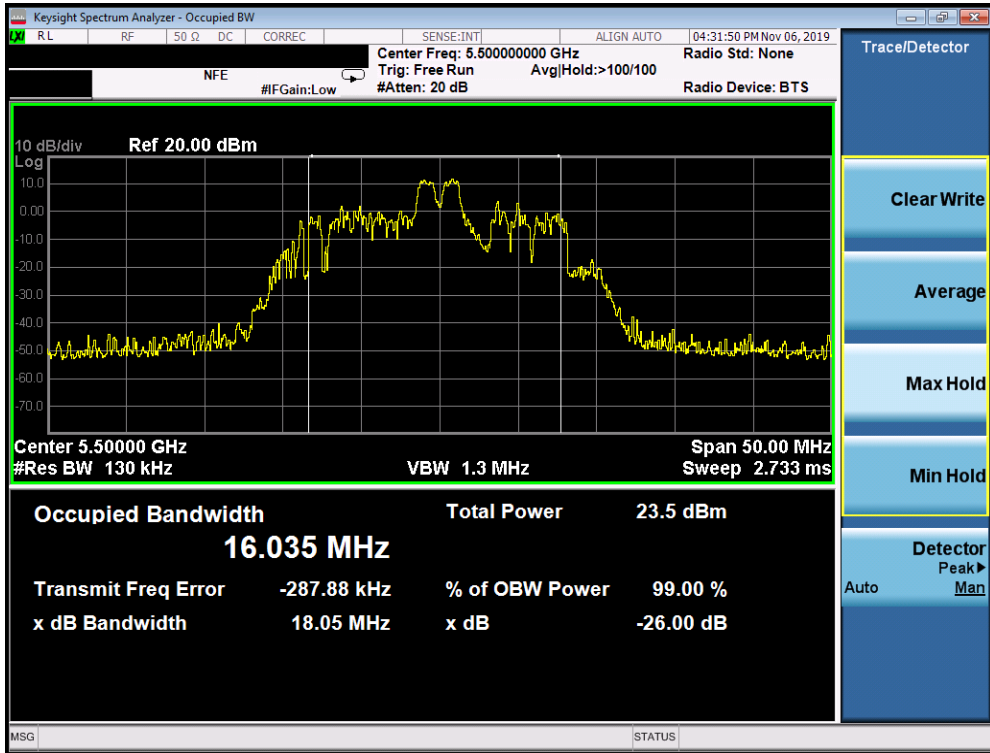 Keysight Spectrum Analyzer - Occupied BW
LXI RL RF 50 Ω DC CORREC SENSE:INT ALIGN AUTO 04:31:50 PM Nov 06, 2019
Center Freq: 5.500000000 GHz Radio Std: None
NFE Trig: Free Run Avg|Hold:>100/100
#IFGain:Low #Atten: 20 dB Radio Device: BTS
Trace/Detector
10 dB/div Ref 20.00 dBm
Log
10.0
0.00
-10.0
-20.0
-30.0
-40.0
-50.0
-60.0
-70.0
Center 5.50000 GHz Span 50.00 MHz
#Res BW 130 kHz VBW 1.3 MHz Sweep 2.733 ms
Occupied Bandwidth Total Power 23.5 dBm
16.035 MHz
Transmit Freq Error -287.88 kHz % of OBW Power 99.00 %
x dB Bandwidth 18.05 MHz x dB -26.00 dB
Clear Write
Average
Max Hold
Min Hold
Detector
Peak▶
Auto Man
MSG STATUS